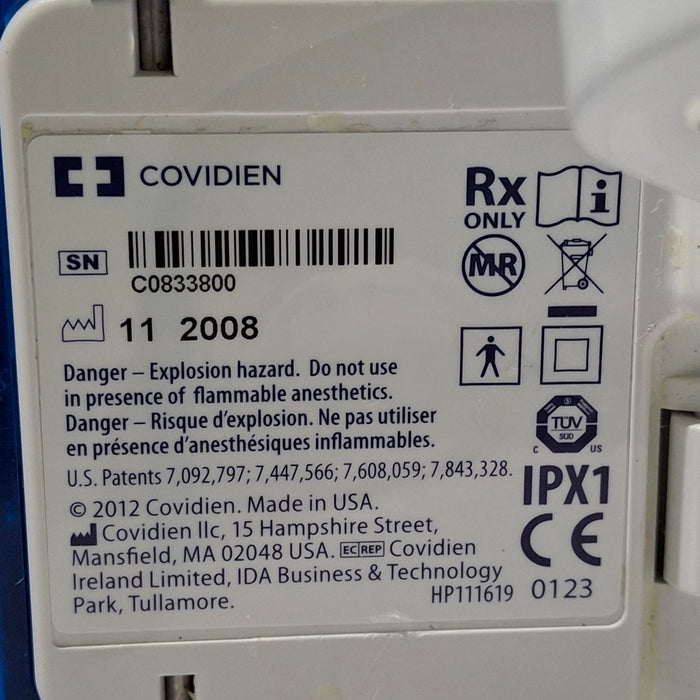 COVIDIEN
Rx
ONLY
i
SN
C0833800
MR
11 2008
Danger – Explosion hazard. Do not use
in presence of flammable anesthetics.
Danger – Risque d'explosion. Ne pas utiliser
en présence d'anesthésiques inflammables.
TÜV
SÜD
C US
U.S. Patents 7,092,797; 7,447,566; 7,608,059; 7,843,328.
IPX1
© 2012 Covidien. Made in USA.
Covidien llc, 15 Hampshire Street,
Mansfield, MA 02048 USA. EC REP Covidien
Ireland Limited, IDA Business & Technology
Park, Tullamore.
HP111619
CE
0123